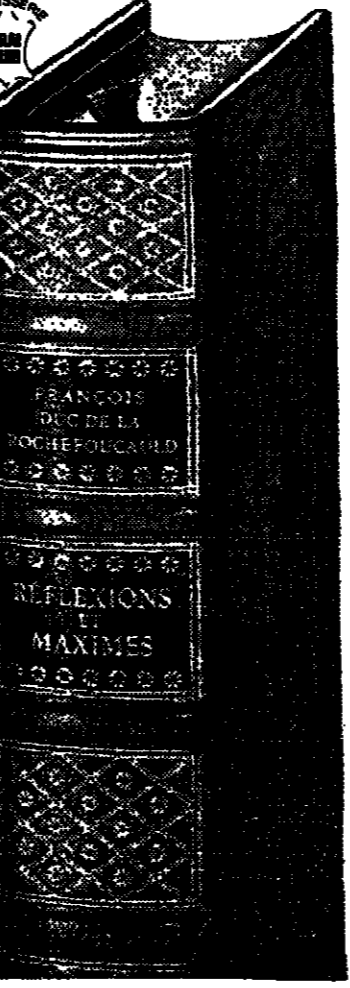 FRANÇOIS
DUC DE LA
ROCHEFOUCAULD
REFLEXIONS
ET
MAXIMES